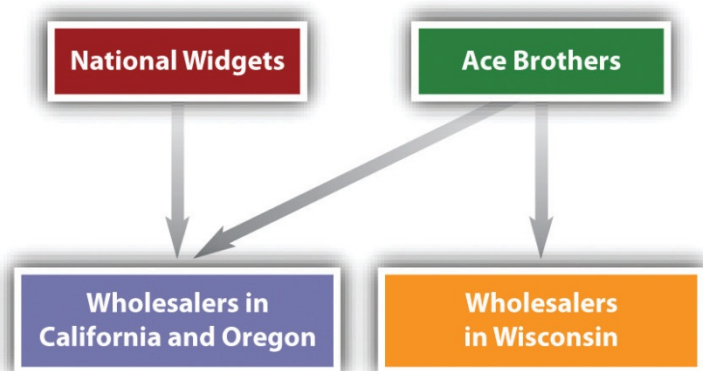 National Widgets
Ace Brothers
Wholesalers in
California and Oregon
Wholesalers
in Wisconsin